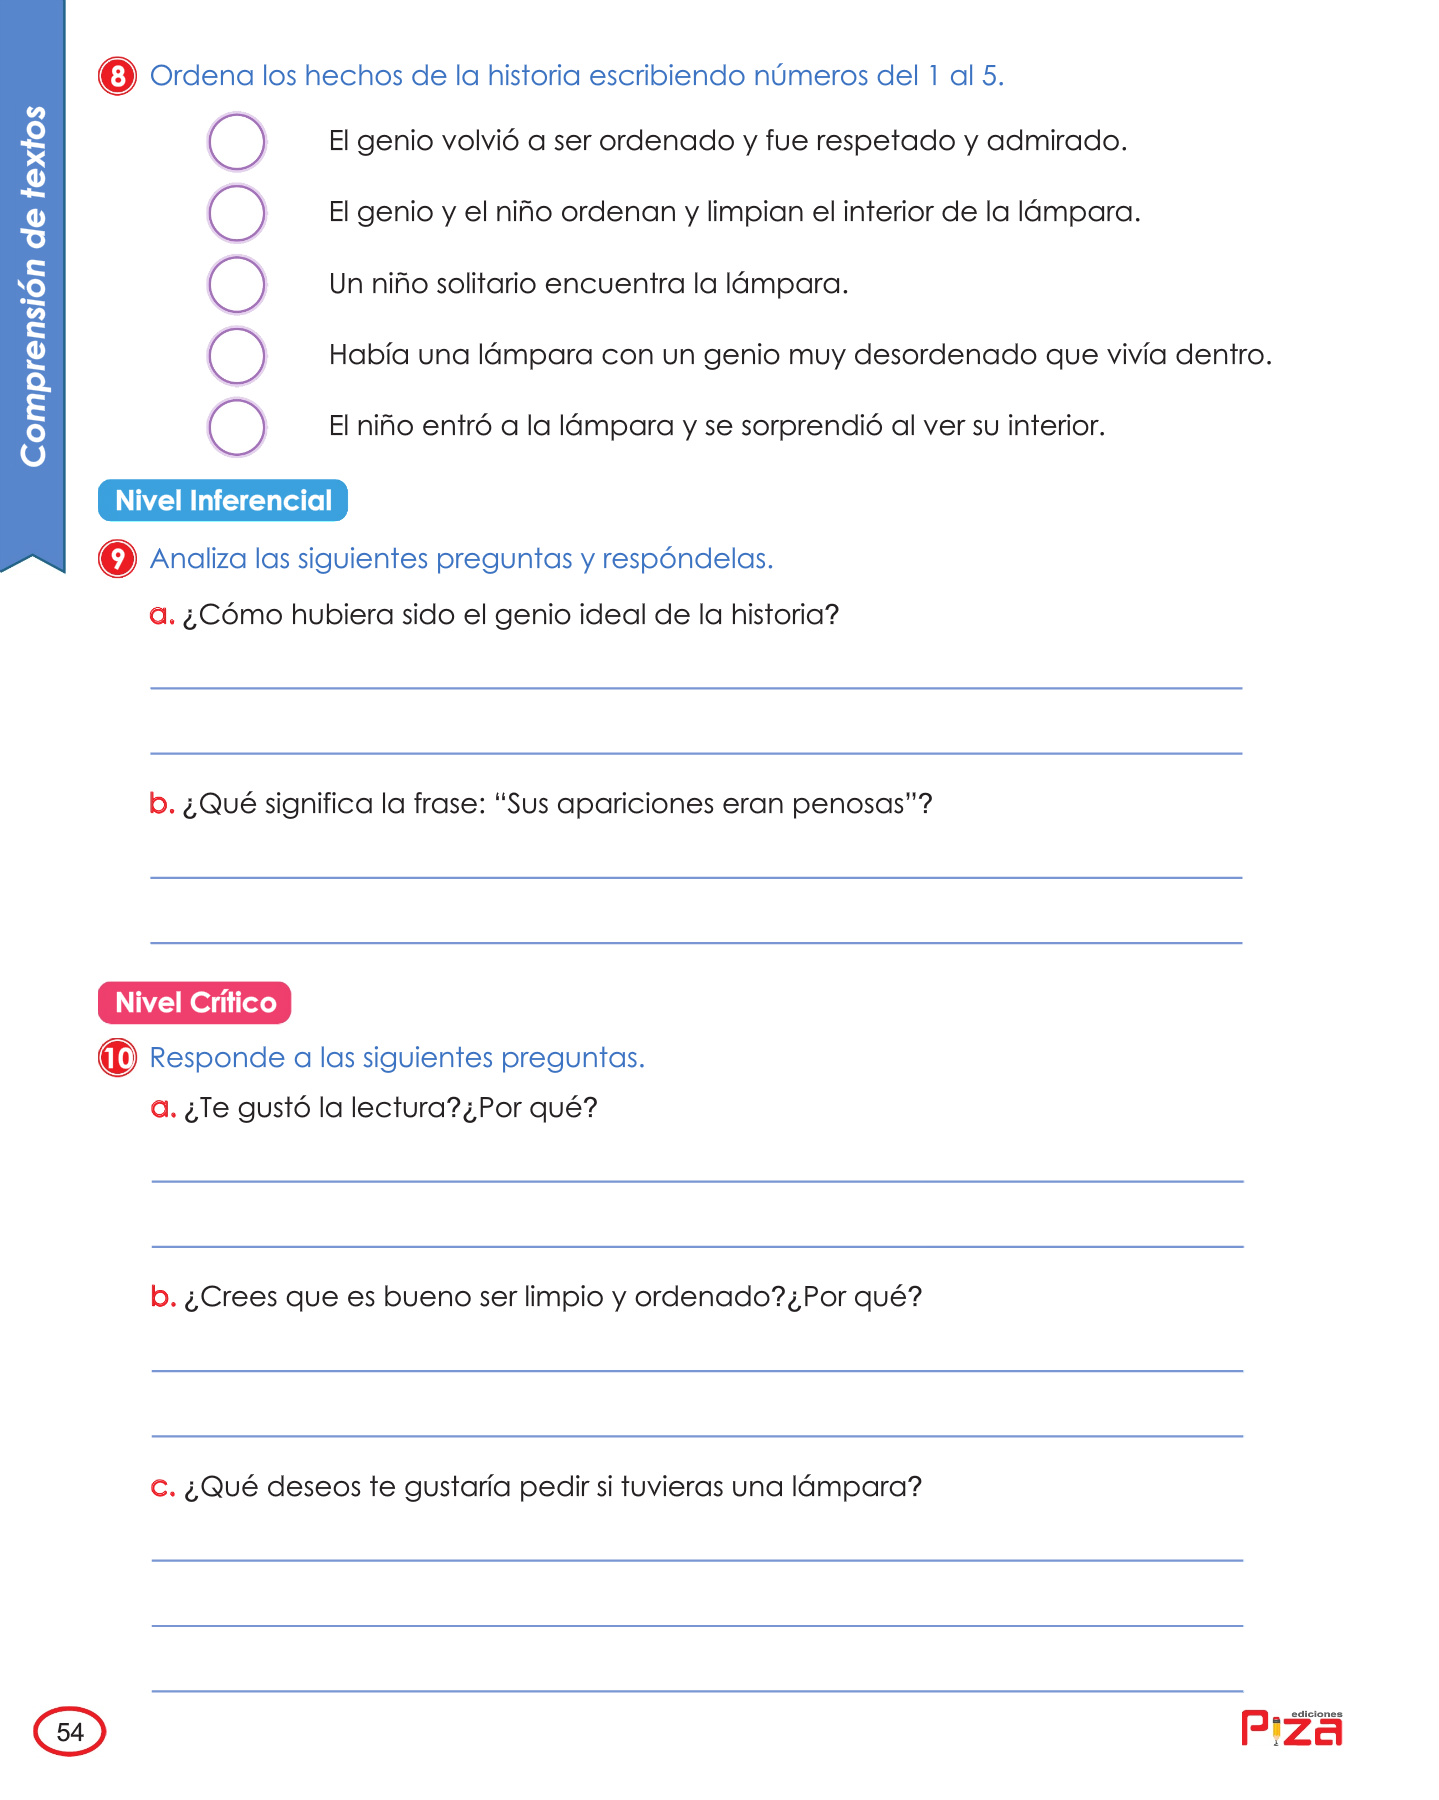 Comprensión de textos
8 Ordena los hechos de la historia escribiendo números del 1 al 5.
El genio volvió a ser ordenado y fue respetado y admirado.
El genio y el niño ordenan y limpian el interior de la lámpara.
Un niño solitario encuentra la lámpara.
Había una lámpara con un genio muy desordenado que vivía dentro.
El niño entró a la lámpara y se sorprendió al ver su interior.
Nivel Inferencial
9 Analiza las siguientes preguntas y respóndelas.
a. ¿Cómo hubiera sido el genio ideal de la historia?
b. ¿Qué significa la frase: “Sus apariciones eran penosas”?
Nivel Crítico
10 Responde a las siguientes preguntas.
a. ¿Te gustó la lectura?¿Por qué?
b. ¿Crees que es bueno ser limpio y ordenado?¿Por qué?
c. ¿Qué deseos te gustaría pedir si tuvieras una lámpara?
54
ediciones
Piza